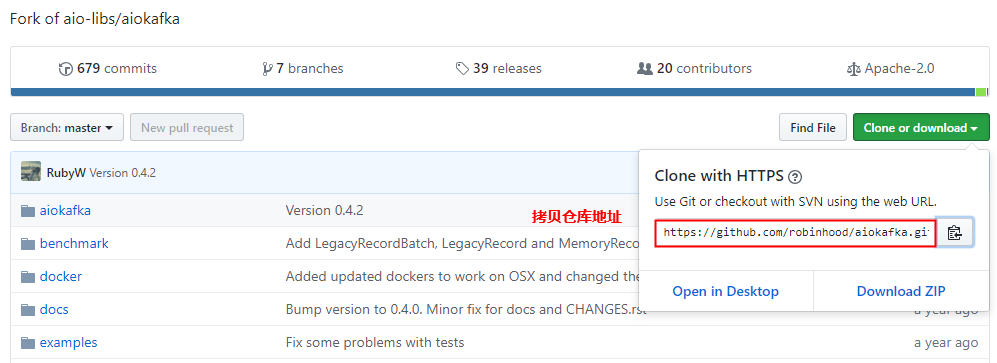 Fork of aio-libs/aiokafka
679 commits 7 branches 39 releases 20 contributors Apache-2.0
Branch: master New pull request Find File Clone or download
RubyW Version 0.4.2
Clone with HTTPS
Use Git or checkout with SVN using the web URL.
拷贝仓库地址
https://github.com/robinhood/aiokafka.git
Open in Desktop Download ZIP
aiokafka Version 0.4.2
benchmark Add LegacyRecordBatch, LegacyRecord and MemoryReco
docker Added updated dockers to work on OSX and changed the
docs Bump version to 0.4.0. Minor fix for docs and CHANGES.rst a year ago
examples Fix some problems with tests a year ago